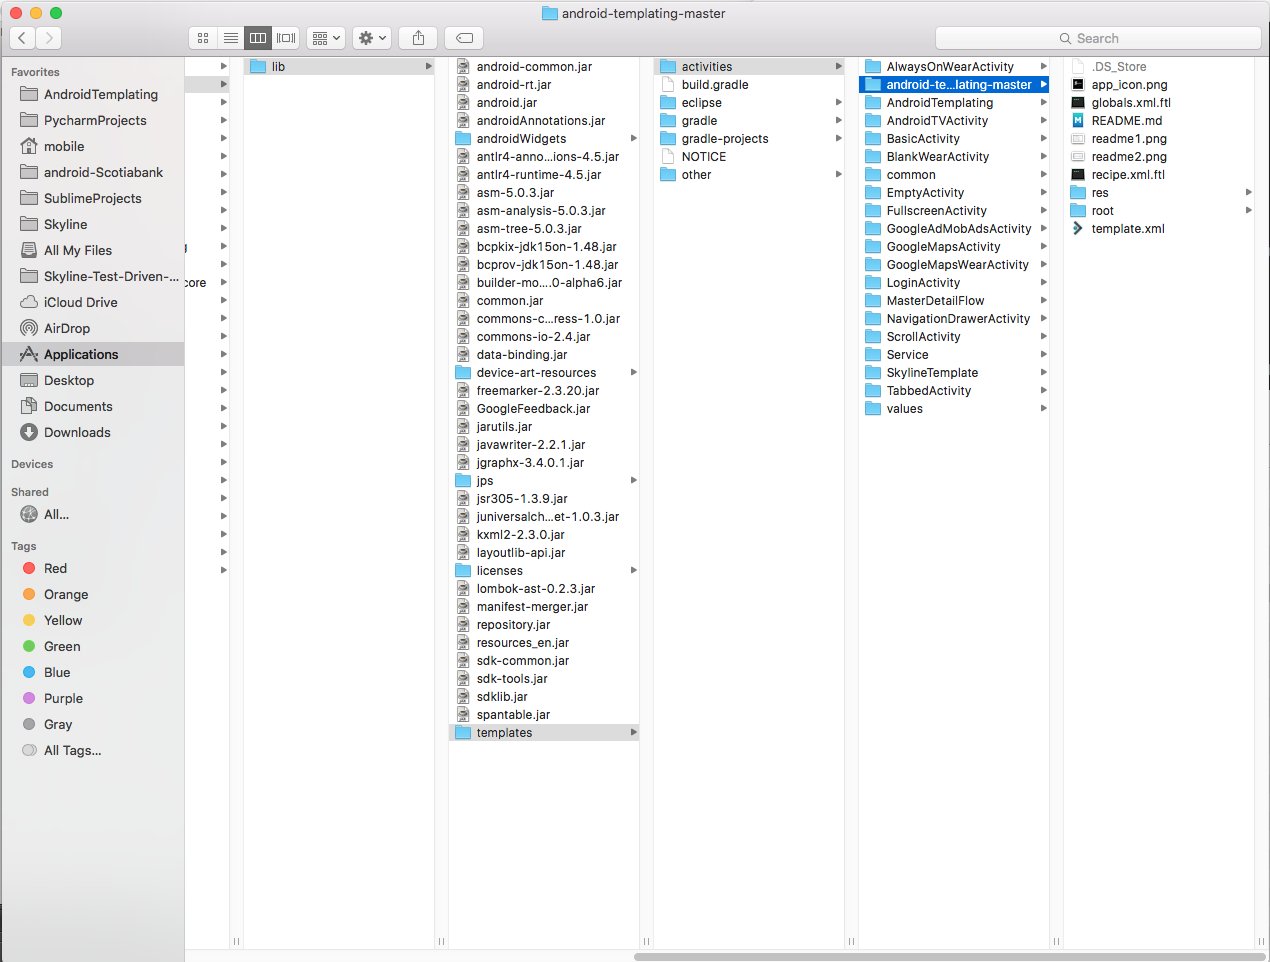 android-templating-master
Search
Favorites
AndroidTemplating
PycharmProjects
mobile
android-Scotiabank
SublimeProjects
Skyline
All My Files
Skyline-Test-Driven-...
iCloud Drive
AirDrop
Applications
Desktop
Documents
Downloads
Devices
Shared
All...
Tags
Red
Orange
Yellow
Green
Blue
Purple
Gray
All Tags...
core
lib
android-common.jar
android-rt.jar
android.jar
androidAnnotations.jar
androidWidgets
antlr4-anno...ions-4.5.jar
antlr4-runtime-4.5.jar
asm-5.0.3.jar
asm-analysis-5.0.3.jar
asm-tree-5.0.3.jar
bcpkix-jdk15on-1.48.jar
bcprov-jdk15on-1.48.jar
builder-mo...0-alpha6.jar
common.jar
commons-c...ress-1.0.jar
commons-io-2.4.jar
data-binding.jar
device-art-resources
freemarker-2.3.20.jar
GoogleFeedback.jar
jarutils.jar
javawriter-2.2.1.jar
jgraphx-3.4.0.1.jar
jps
jsr305-1.3.9.jar
juniversalch...et-1.0.3.jar
kxml2-2.3.0.jar
layoutlib-api.jar
licenses
lombok-ast-0.2.3.jar
manifest-merger.jar
repository.jar
resources_en.jar
sdk-common.jar
sdk-tools.jar
sdklib.jar
spantable.jar
templates
activities
build.gradle
eclipse
gradle
gradle-projects
NOTICE
other
AlwaysOnWearActivity
android-te...lating-master
AndroidTemplating
AndroidTVActivity
BasicActivity
BlankWearActivity
common
EmptyActivity
FullscreenActivity
GoogleAdMobAdsActivity
GoogleMapsActivity
GoogleMapsWearActivity
LoginActivity
MasterDetailFlow
NavigationDrawerActivity
ScrollActivity
Service
SkylineTemplate
TabbedActivity
values
.DS_Store
app_icon.png
globals.xml.ftl
README.md
readme1.png
readme2.png
recipe.xml.ftl
res
root
template.xml